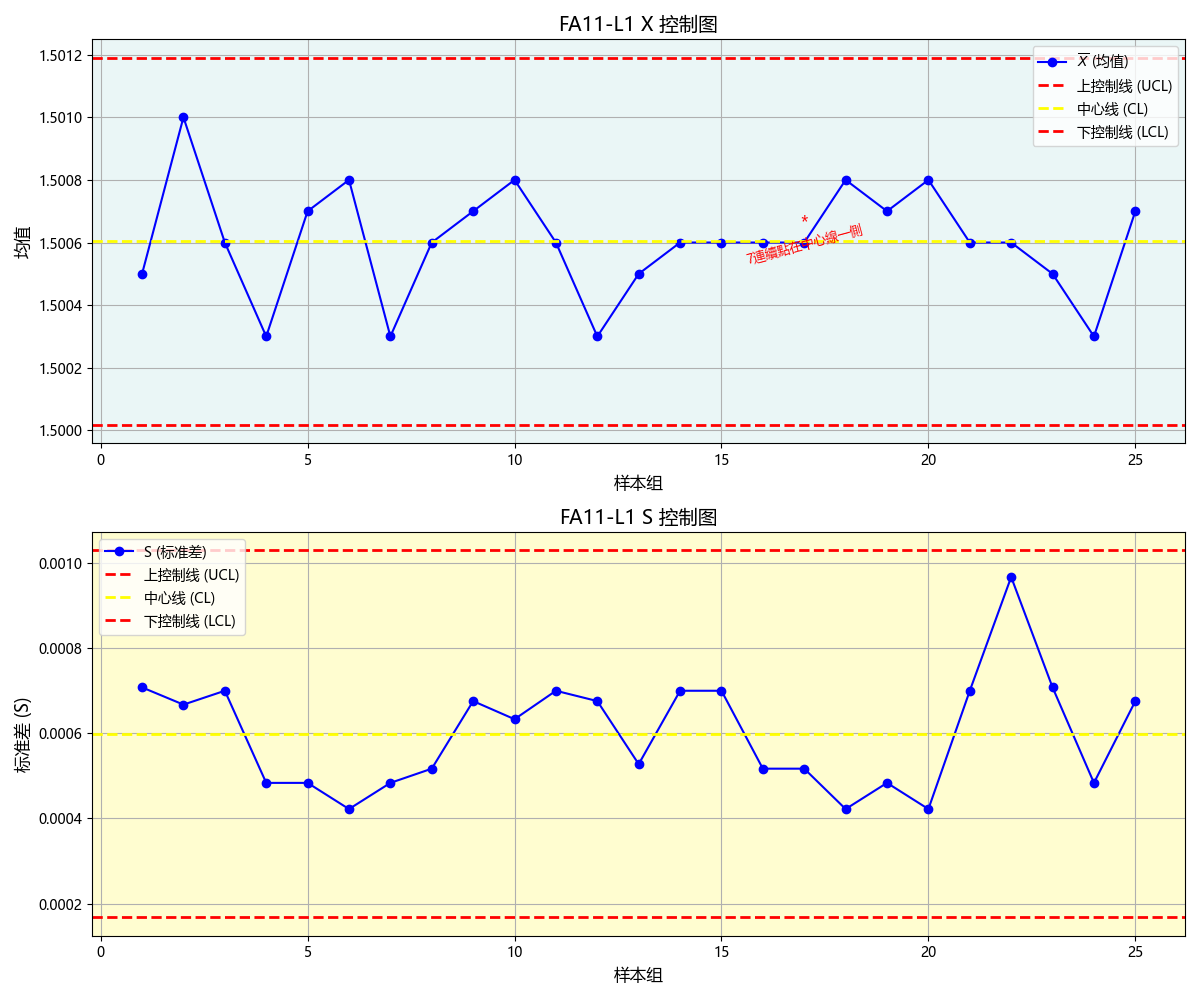 FA11-L1 X 控制图
均值
1.5012
1.5010
1.5008
1.5006
1.5004
1.5002
1.5000
X̅ (均值)
上控制线 (UCL)
中心线 (CL)
下控制线 (LCL)
*
7連續點在中心線一側
0 5 10 15 20 25
样本组
FA11-L1 S 控制图
标准差 (S)
0.0010
0.0008
0.0006
0.0004
0.0002
S (标准差)
上控制线 (UCL)
中心线 (CL)
下控制线 (LCL)
0 5 10 15 20 25
样本组